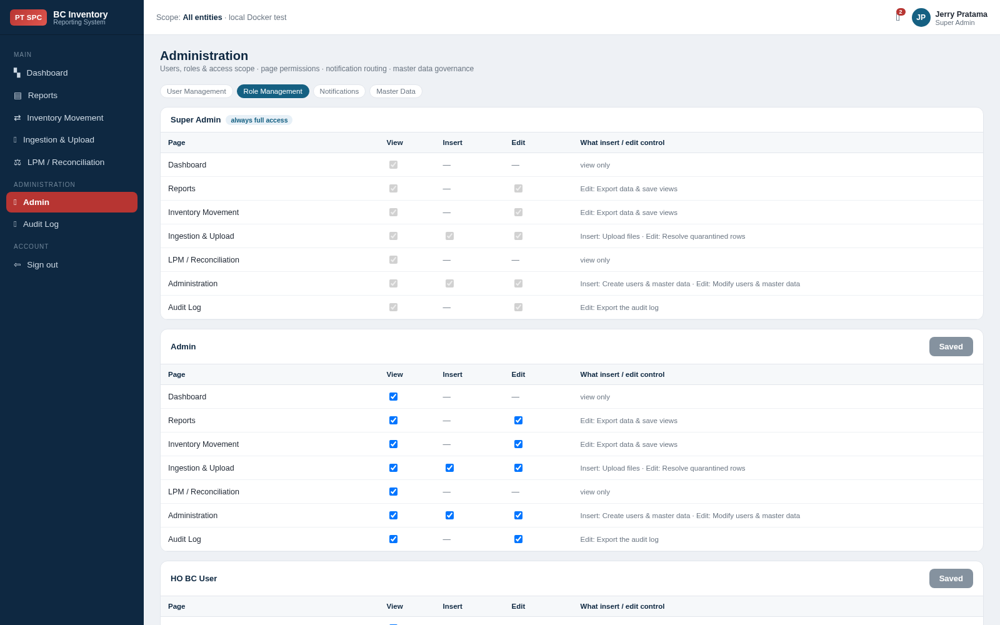 PT SPC
BC Inventory
Reporting System
Scope: All entities · local Docker test
2
JP
Jerry Pratama
Super Admin
MAIN
Dashboard
Reports
Inventory Movement
Ingestion & Upload
LPM / Reconciliation
ADMINISTRATION
Admin
Audit Log
ACCOUNT
Sign out
Administration
Users, roles & access scope · page permissions · notification routing · master data governance
User Management
Role Management
Notifications
Master Data
Super Admin always full access
Page View Insert Edit What insert / edit control
Dashboard — — view only
Reports — Edit: Export data & save views
Inventory Movement — Edit: Export data & save views
Ingestion & Upload Insert: Upload files · Edit: Resolve quarantined rows
LPM / Reconciliation — — view only
Administration Insert: Create users & master data · Edit: Modify users & master data
Audit Log — Edit: Export the audit log
Admin Saved
Page View Insert Edit What insert / edit control
Dashboard — — view only
Reports — Edit: Export data & save views
Inventory Movement — Edit: Export data & save views
Ingestion & Upload Insert: Upload files · Edit: Resolve quarantined rows
LPM / Reconciliation — — view only
Administration Insert: Create users & master data · Edit: Modify users & master data
Audit Log — Edit: Export the audit log
HO BC User Saved
Page View Insert Edit What insert / edit control